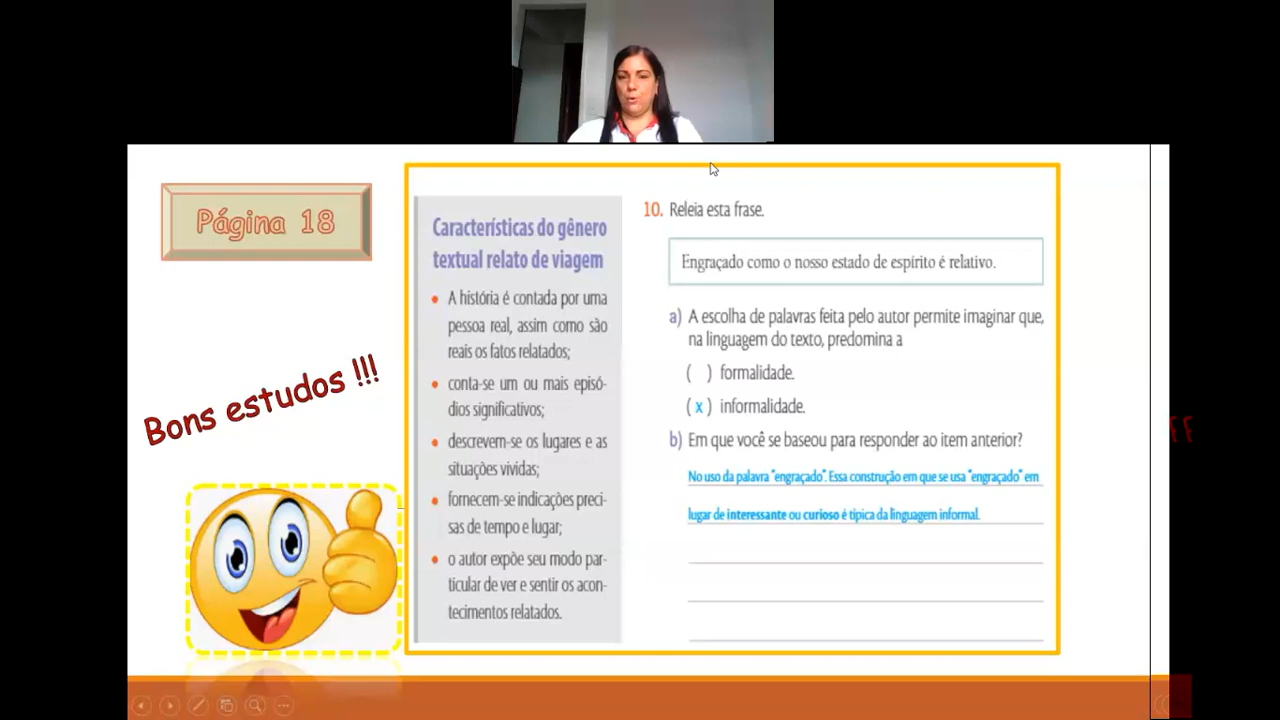 Página 18
Bons estudos !!!
Características do gênero
textual relato de viagem
• A história é contada por uma
pessoa real, assim como são
reais os fatos relatados;
• conta-se um ou mais episó-
dios significativos;
• descrevem-se os lugares e as
situações vividas;
• fornecem-se indicações preci-
sas de tempo e lugar;
• o autor expõe seu modo par-
ticular de ver e sentir os acon-
tecimentos relatados.
10. Releia esta frase.
Engraçado como o nosso estado de espírito é relativo.
a) A escolha de palavras feita pelo autor permite imaginar que,
na linguagem do texto, predomina a
( ) formalidade.
( x ) informalidade.
b) Em que você se baseou para responder ao item anterior?
No uso da palavra "engraçado". Essa construção em que se usa "engraçado" em
lugar de interessante ou curioso é típica da linguagem informal.